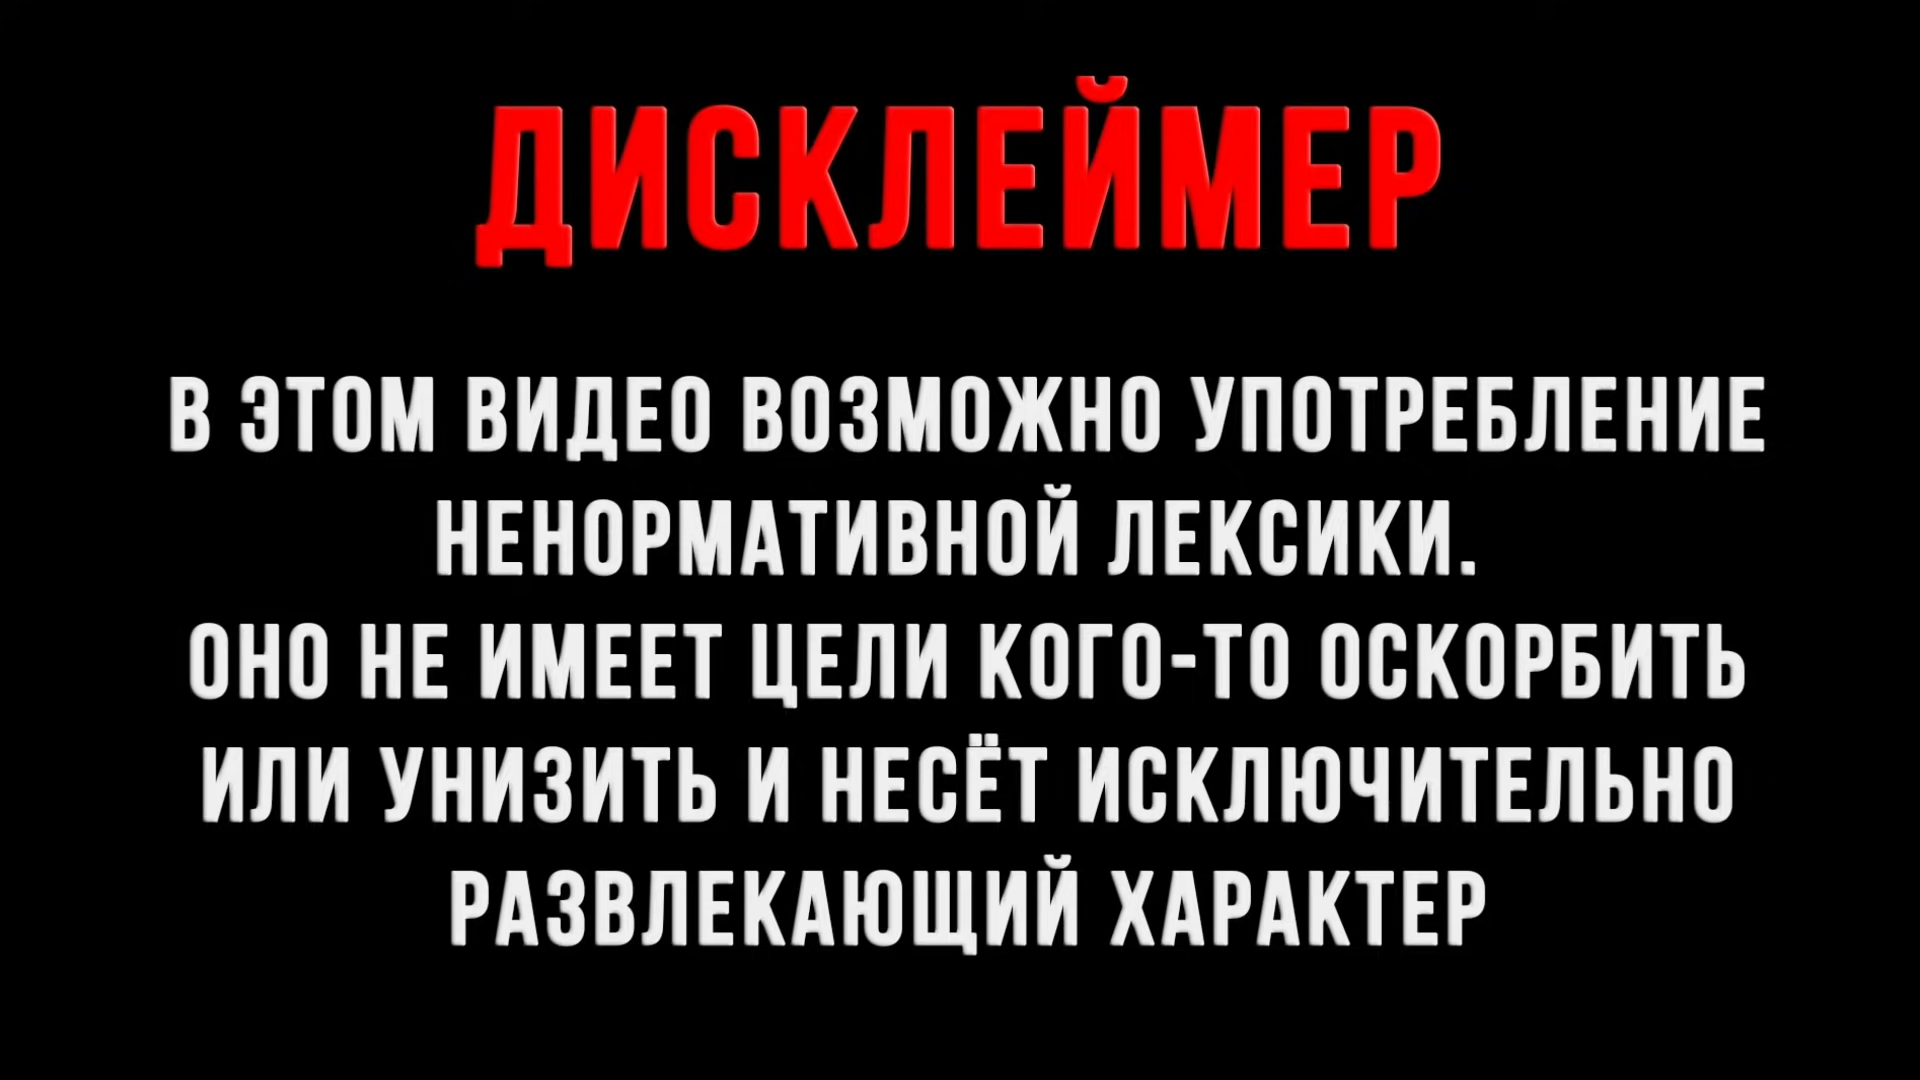 ДИСКЛЕЙМЕР
В ЭТОМ ВИДЕО ВОЗМОЖНО УПОТРЕБЛЕНИЕ
НЕНОРМАТИВНОЙ ЛЕКСИКИ.
ОНО НЕ ИМЕЕТ ЦЕЛИ КОГО-ТО ОСКОРБИТЬ
ИЛИ УНИЗИТЬ И НЕСЁТ ИСКЛЮЧИТЕЛЬНО
РАЗВЛЕКАЮЩИЙ ХАРАКТЕР